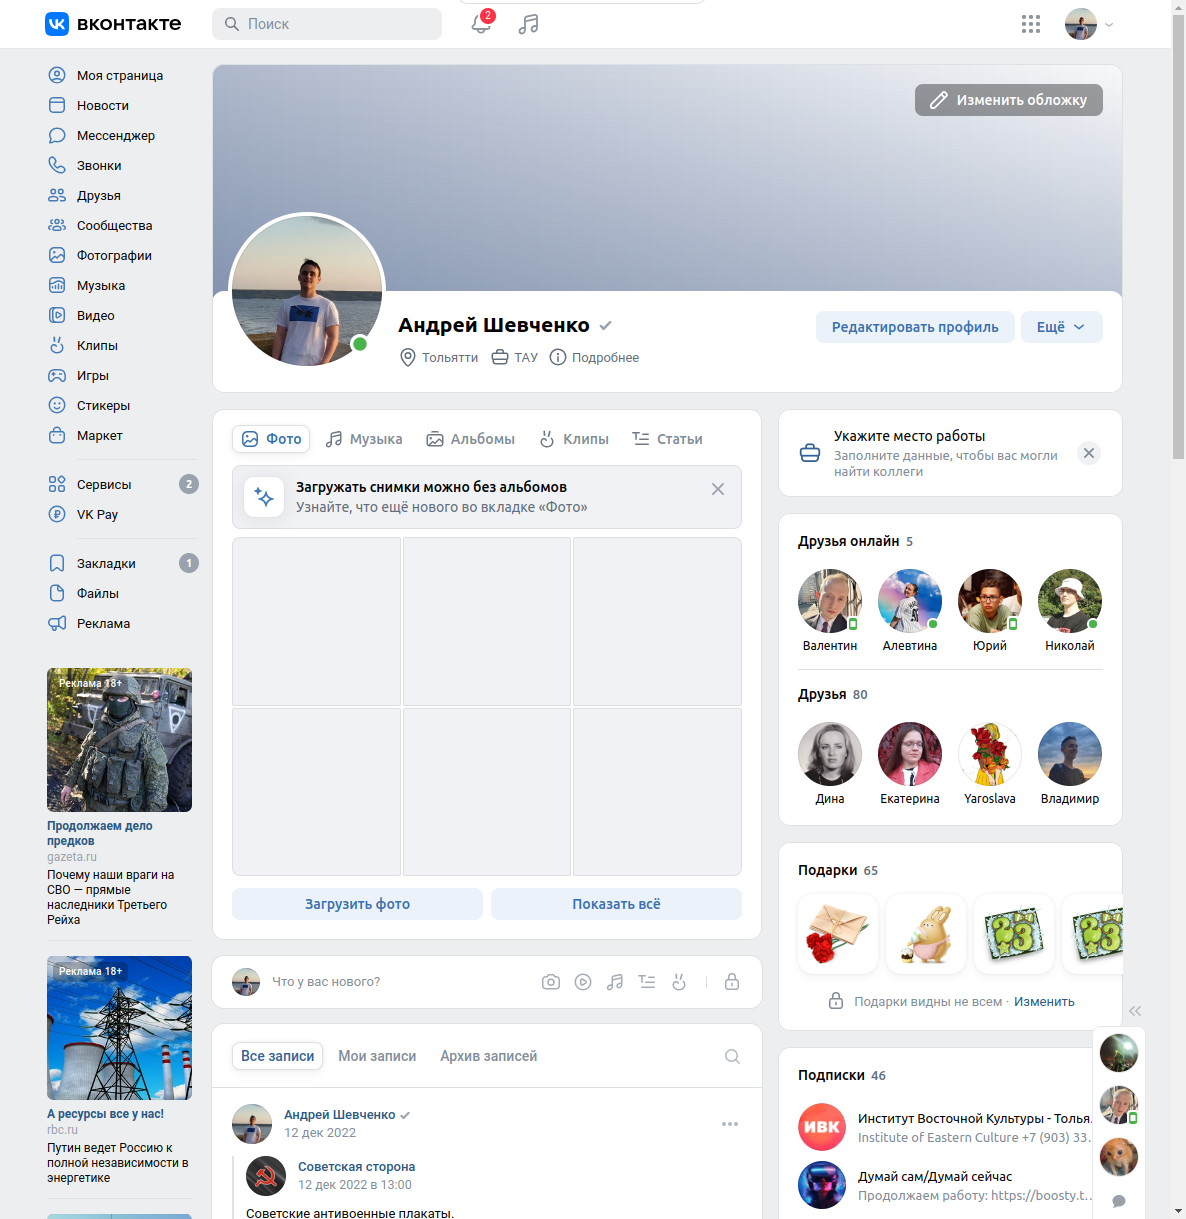 вконтакте
Поиск
2
Моя страница
Новости
Мессенджер
Звонки
Друзья
Сообщества
Фотографии
Музыка
Видео
Клипы
Игры
Стикеры
Маркет
Сервисы 2
VK Pay
Закладки 1
Файлы
Реклама
Реклама 18+
Продолжаем дело
предков
gazeta.ru
Почему наши враги на
СВО — прямые
наследники Третьего
Рейха
Реклама 18+
А ресурсы все у нас!
rbc.ru
Путин ведет Россию к
полной независимости в
энергетике
Изменить обложку
Андрей Шевченко
Тольятти ТАУ Подробнее
Редактировать профиль Ещё
Фото Музыка Альбомы Клипы Статьи
Загружать снимки можно без альбомов
Узнайте, что ещё нового во вкладке «Фото»
Загрузить фото Показать всё
Что у вас нового?
Все записи Мои записи Архив записей
Андрей Шевченко
12 дек 2022
Советская сторона
12 дек 2022 в 13:00
Советские антивоенные плакаты.
Укажите место работы
Заполните данные, чтобы вас могли
найти коллеги
Друзья онлайн 5
Валентин Алевтина Юрий Николай
Друзья 80
Дина Екатерина Yaroslava Владимир
Подарки 65
23 23
Подарки видны не всем · Изменить
Подписки 46
ИВК
Институт Восточной Культуры - Толья...
Institute of Eastern Culture +7 (903) 33...
Думай сам/Думай сейчас
Продолжаем работу: https://boosty.t...